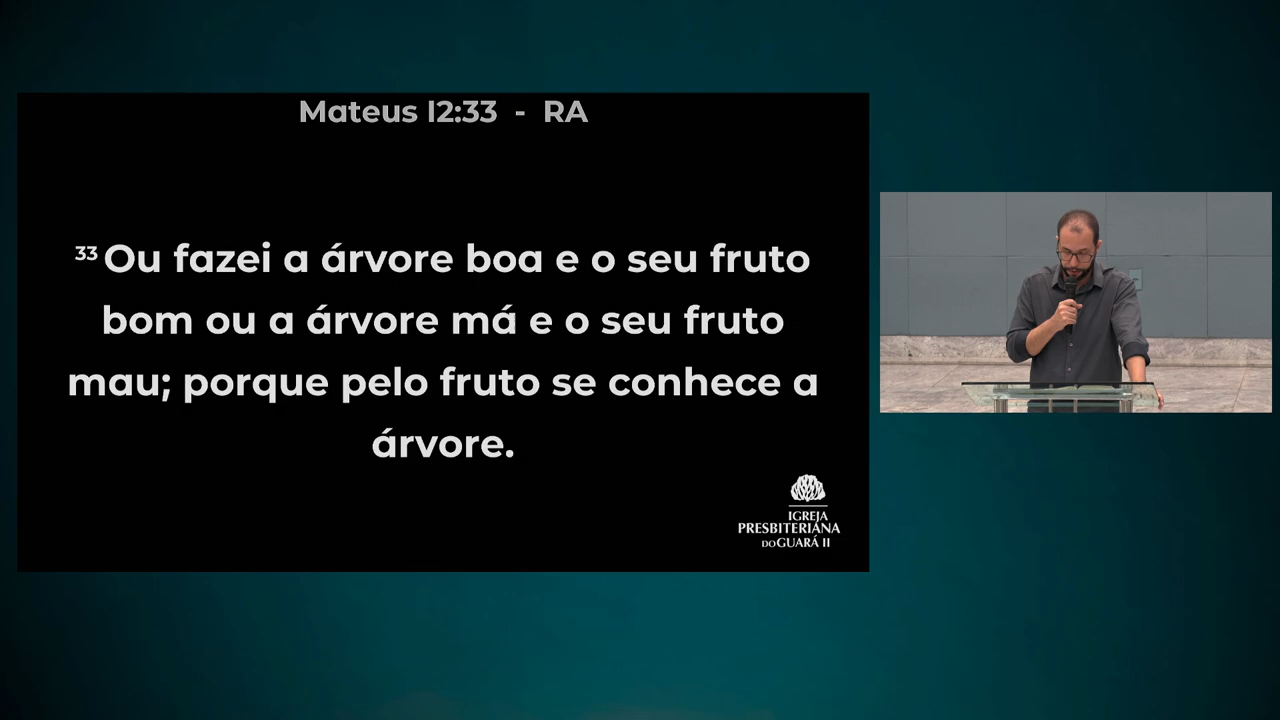 Mateus 12:33 - RA
33 Ou fazei a árvore boa e o seu fruto
bom ou a árvore má e o seu fruto
mau; porque pelo fruto se conhece a
árvore.
IGREJA
PRESBITERIANA
DO GUARÁ II